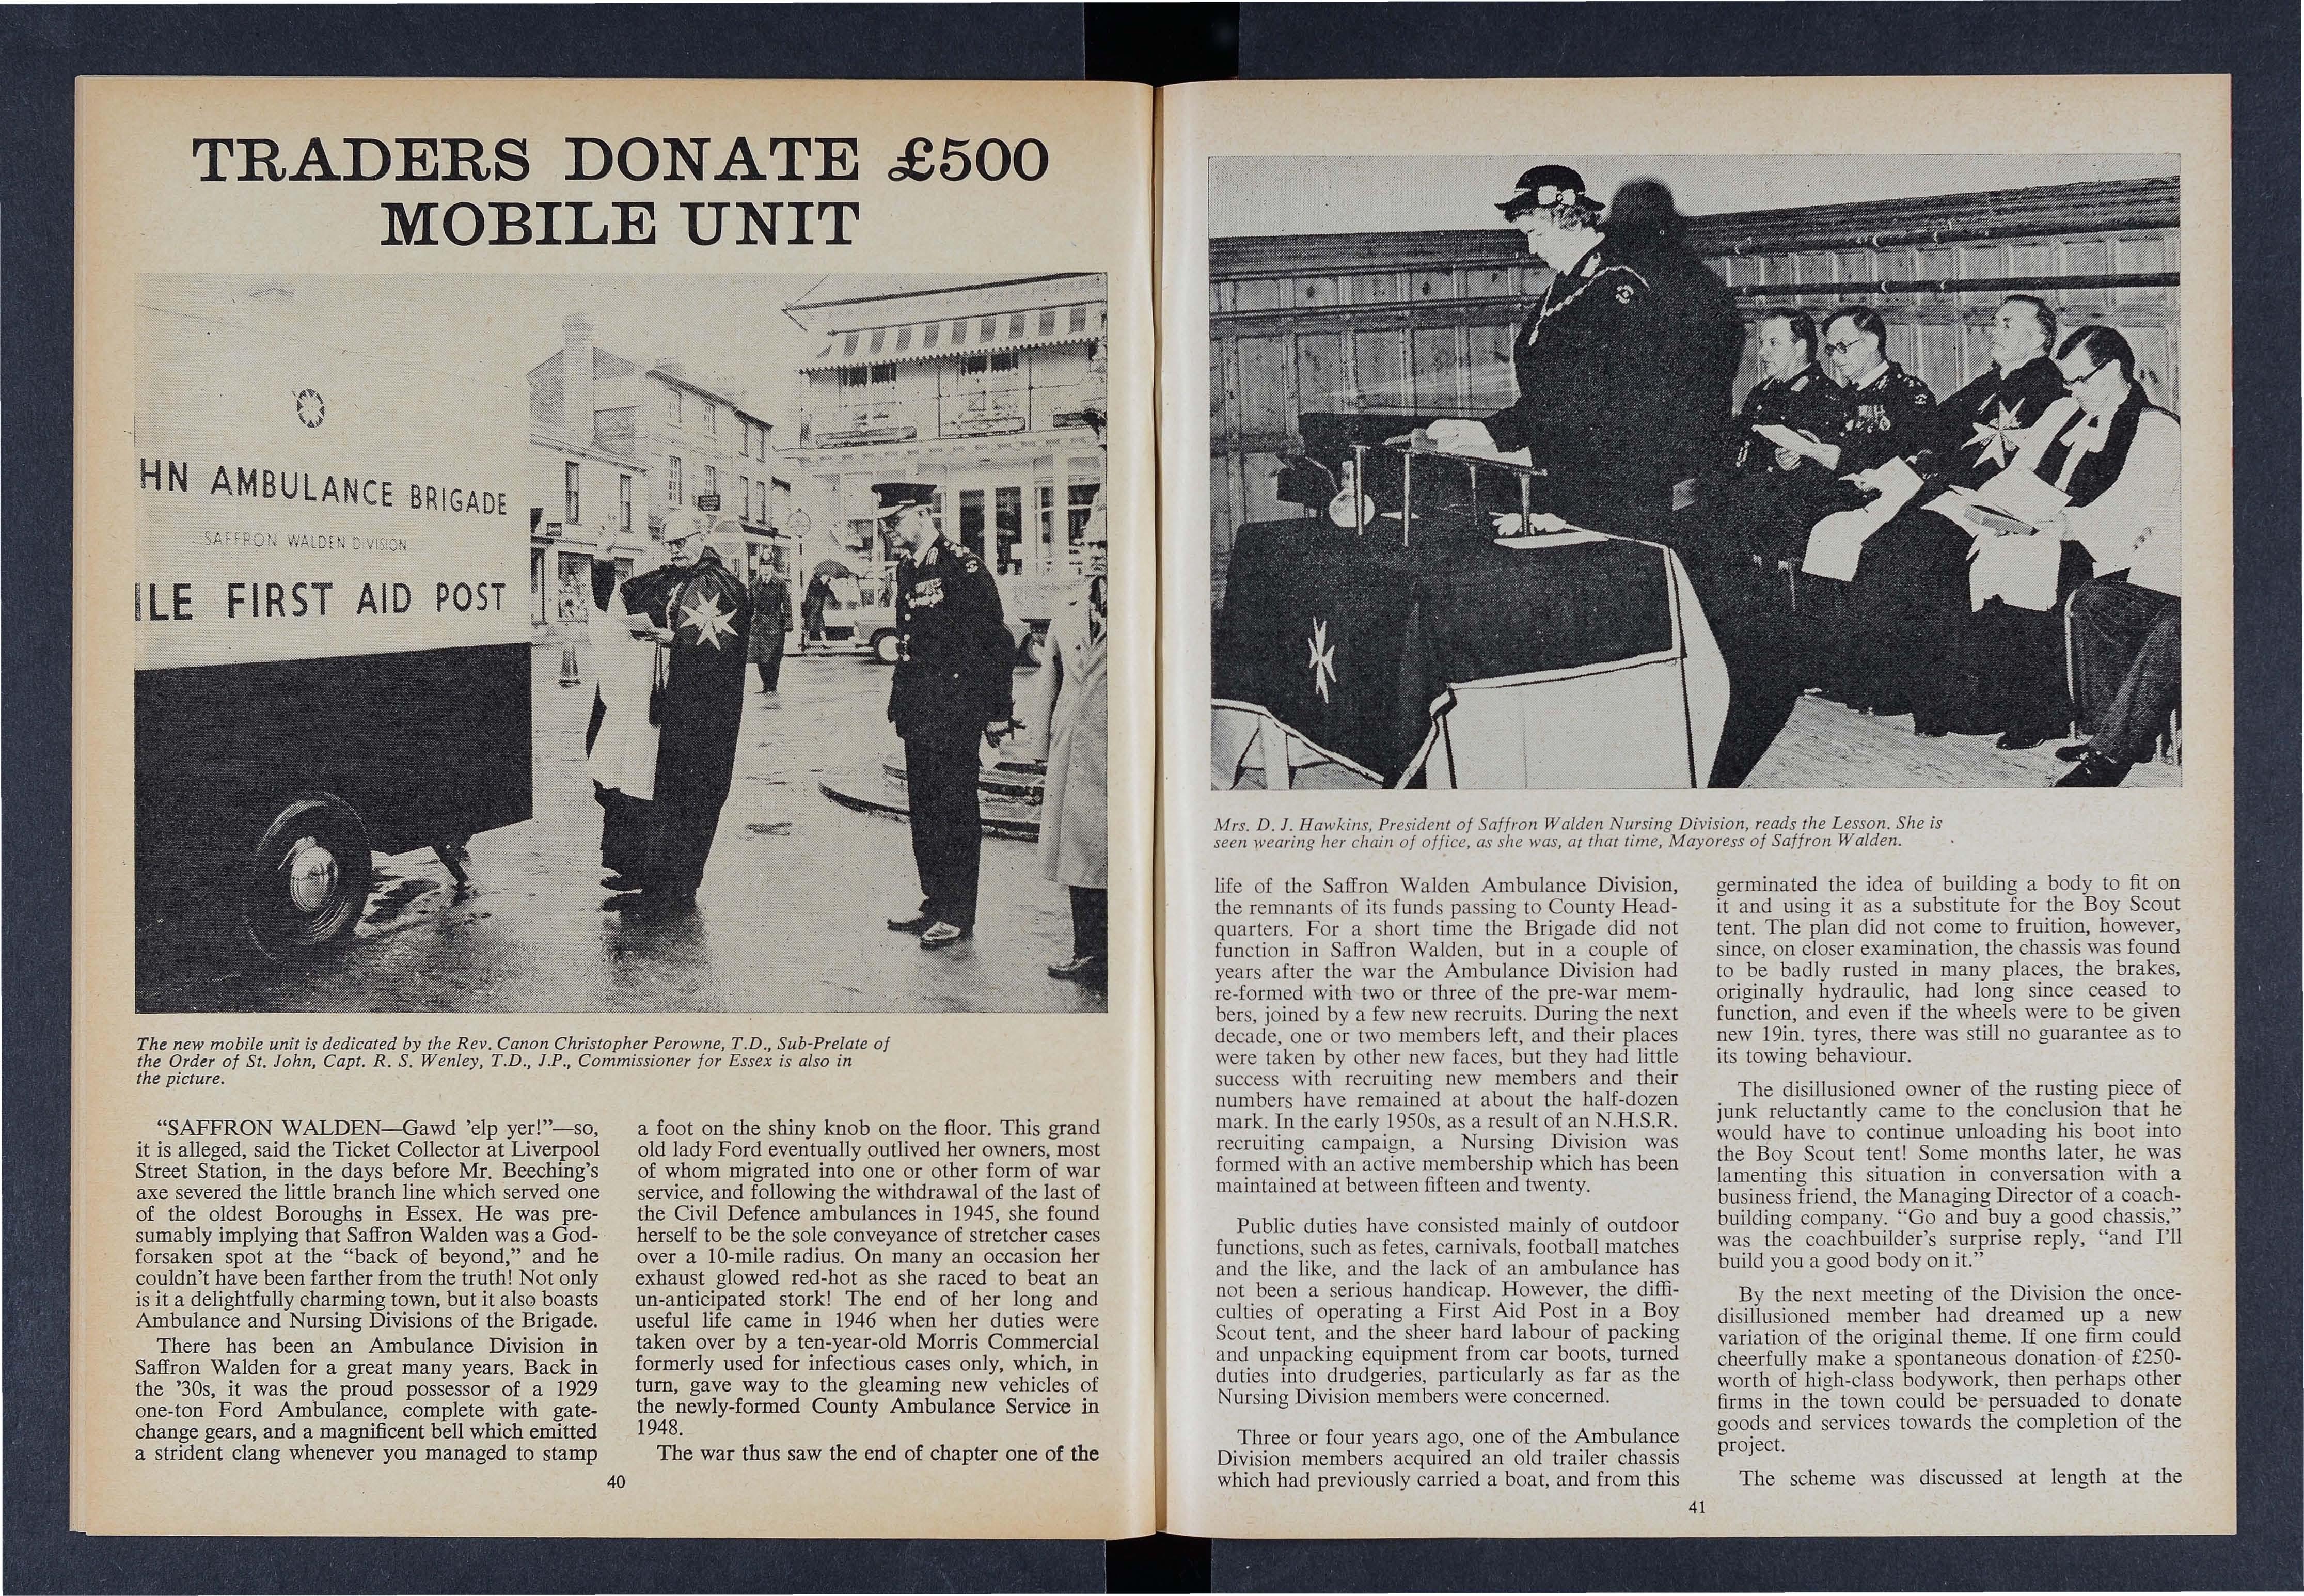 TRADERS DONATE £500
MOBILE UNIT
HN AMBULANCE BRIGADE
SAFFRON WALDEN DIVISION
ILE FIRST AID POST
The new mobile unit is dedicated by the Rev. Canon Christopher Perowne, T.D., Sub-Prelate of
the Order of St. John, Capt. R. S. Wenley, T.D., J.P., Commissioner for Essex is also in
the picture.
"SAFFRON WALDEN—Gawd 'elp yer!"—so,
it is alleged, said the Ticket Collector at Liverpool
Street Station, in the days before Mr. Beeching's
axe severed the little branch line which served one
of the oldest Boroughs in Essex. He was pre-
sumably implying that Saffron Walden was a God-
forsaken spot at the "back of beyond," and he
couldn't have been farther from the truth! Not only
is it a delightfully charming town, but it also boasts
Ambulance and Nursing Divisions of the Brigade.
There has been an Ambulance Division in
Saffron Walden for a great many years. Back in
the '30s, it was the proud possessor of a 1929
one-ton Ford Ambulance, complete with gate-
change gears, and a magnificent bell which emitted
a strident clang whenever you managed to stamp
a foot on the shiny knob on the floor. This grand
old lady Ford eventually outlived her owners, most
of whom migrated into one or other form of war
service, and following the withdrawal of the last of
the Civil Defence ambulances in 1945, she found
herself to be the sole conveyance of stretcher cases
over a 10-mile radius. On many an occasion her
exhaust glowed red-hot as she raced to beat an
un-anticipated stork! The end of her long and
useful life came in 1946 when her duties were
taken over by a ten-year-old Morris Commercial
formerly used for infectious cases only, which, in
turn, gave way to the gleaming new vehicles of
the newly-formed County Ambulance Service in
1948.
The war thus saw the end of chapter one of the
40
Mrs. D. J. Hawkins, President of Saffron Walden Nursing Division, reads the Lesson. She is
seen wearing her chain of office, as she was, at that time, Mayoress of Saffron Walden.
life of the Saffron Walden Ambulance Division,
the remnants of its funds passing to County Head-
quarters. For a short time the Brigade did not
function in Saffron Walden, but in a couple of
years after the war the Ambulance Division had
re-formed with two or three of the pre-war mem-
bers, joined by a few new recruits. During the next
decade, one or two members left, and their places
were taken by other new faces, but they had little
success with recruiting new members and their
numbers have remained at about the half-dozen
mark. In the early 1950s, as a result of an N.H.S.R.
recruiting campaign, a Nursing Division was
formed with an active membership which has been
maintained at between fifteen and twenty.
Public duties have consisted mainly of outdoor
functions, such as fetes, carnivals, football matches
and the like, and the lack of an ambulance has
not been a serious handicap. However, the diffi-
culties of operating a First Aid Post in a Boy
Scout tent, and the sheer hard labour of packing
and unpacking equipment from car boots, turned
duties into drudgeries, particularly as far as the
Nursing Division members were concerned.
Three or four years ago, one of the Ambulance
Division members acquired an old trailer chassis
which had previously carried a boat, and from this
germinated the idea of building a body to fit on
it and using it as a substitute for the Boy Scout
tent. The plan did not come to fruition, however,
since, on closer examination, the chassis was found
to be badly rusted in many places, the brakes,
originally hydraulic, had long since ceased to
function, and even if the wheels were to be given
new 19in. tyres, there was still no guarantee as to
its towing behaviour.
The disillusioned owner of the rusting piece of
junk reluctantly came to the conclusion that he
would have to continue unloading his boot into
the Boy Scout tent! Some months later, he was
lamenting this situation in conversation with a
business friend, the Managing Director of a coach-
building company. "Go and buy a good chassis,"
was the coachbuilder's surprise reply, "and I'll
build you a good body on it."
By the next meeting of the Division the once-
disillusioned member had dreamed up a new
variation of the original theme. If one firm could
cheerfully make a spontaneous donation of £250-
worth of high-class bodywork, then perhaps other
firms in the town could be persuaded to donate
goods and services towards the completion of the
project.
The scheme was discussed at length at the
41